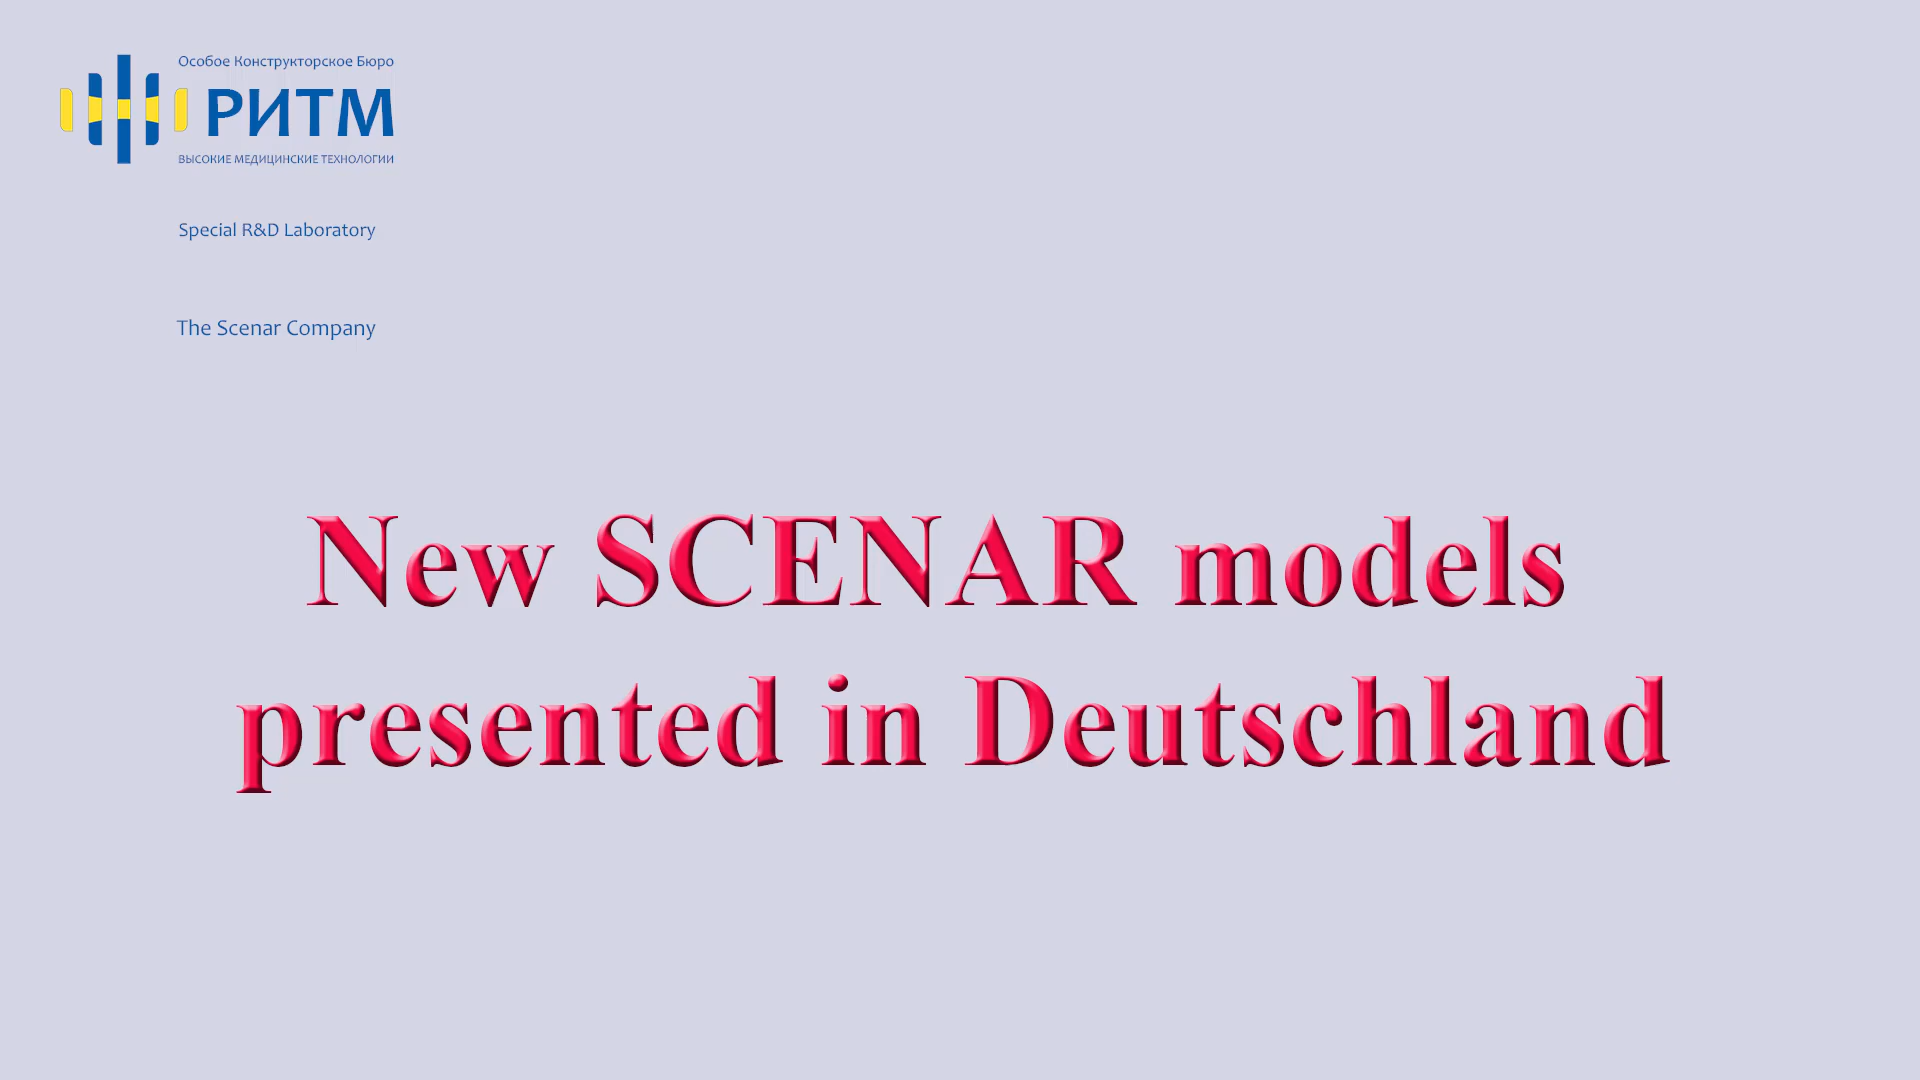 Особое Конструкторское Бюро
РИТМ
ВЫСОКИЕ МЕДИЦИНСКИЕ ТЕХНОЛОГИИ
Special R&D Laboratory
The Scenar Company
New SCENAR models
presented in Deutschland